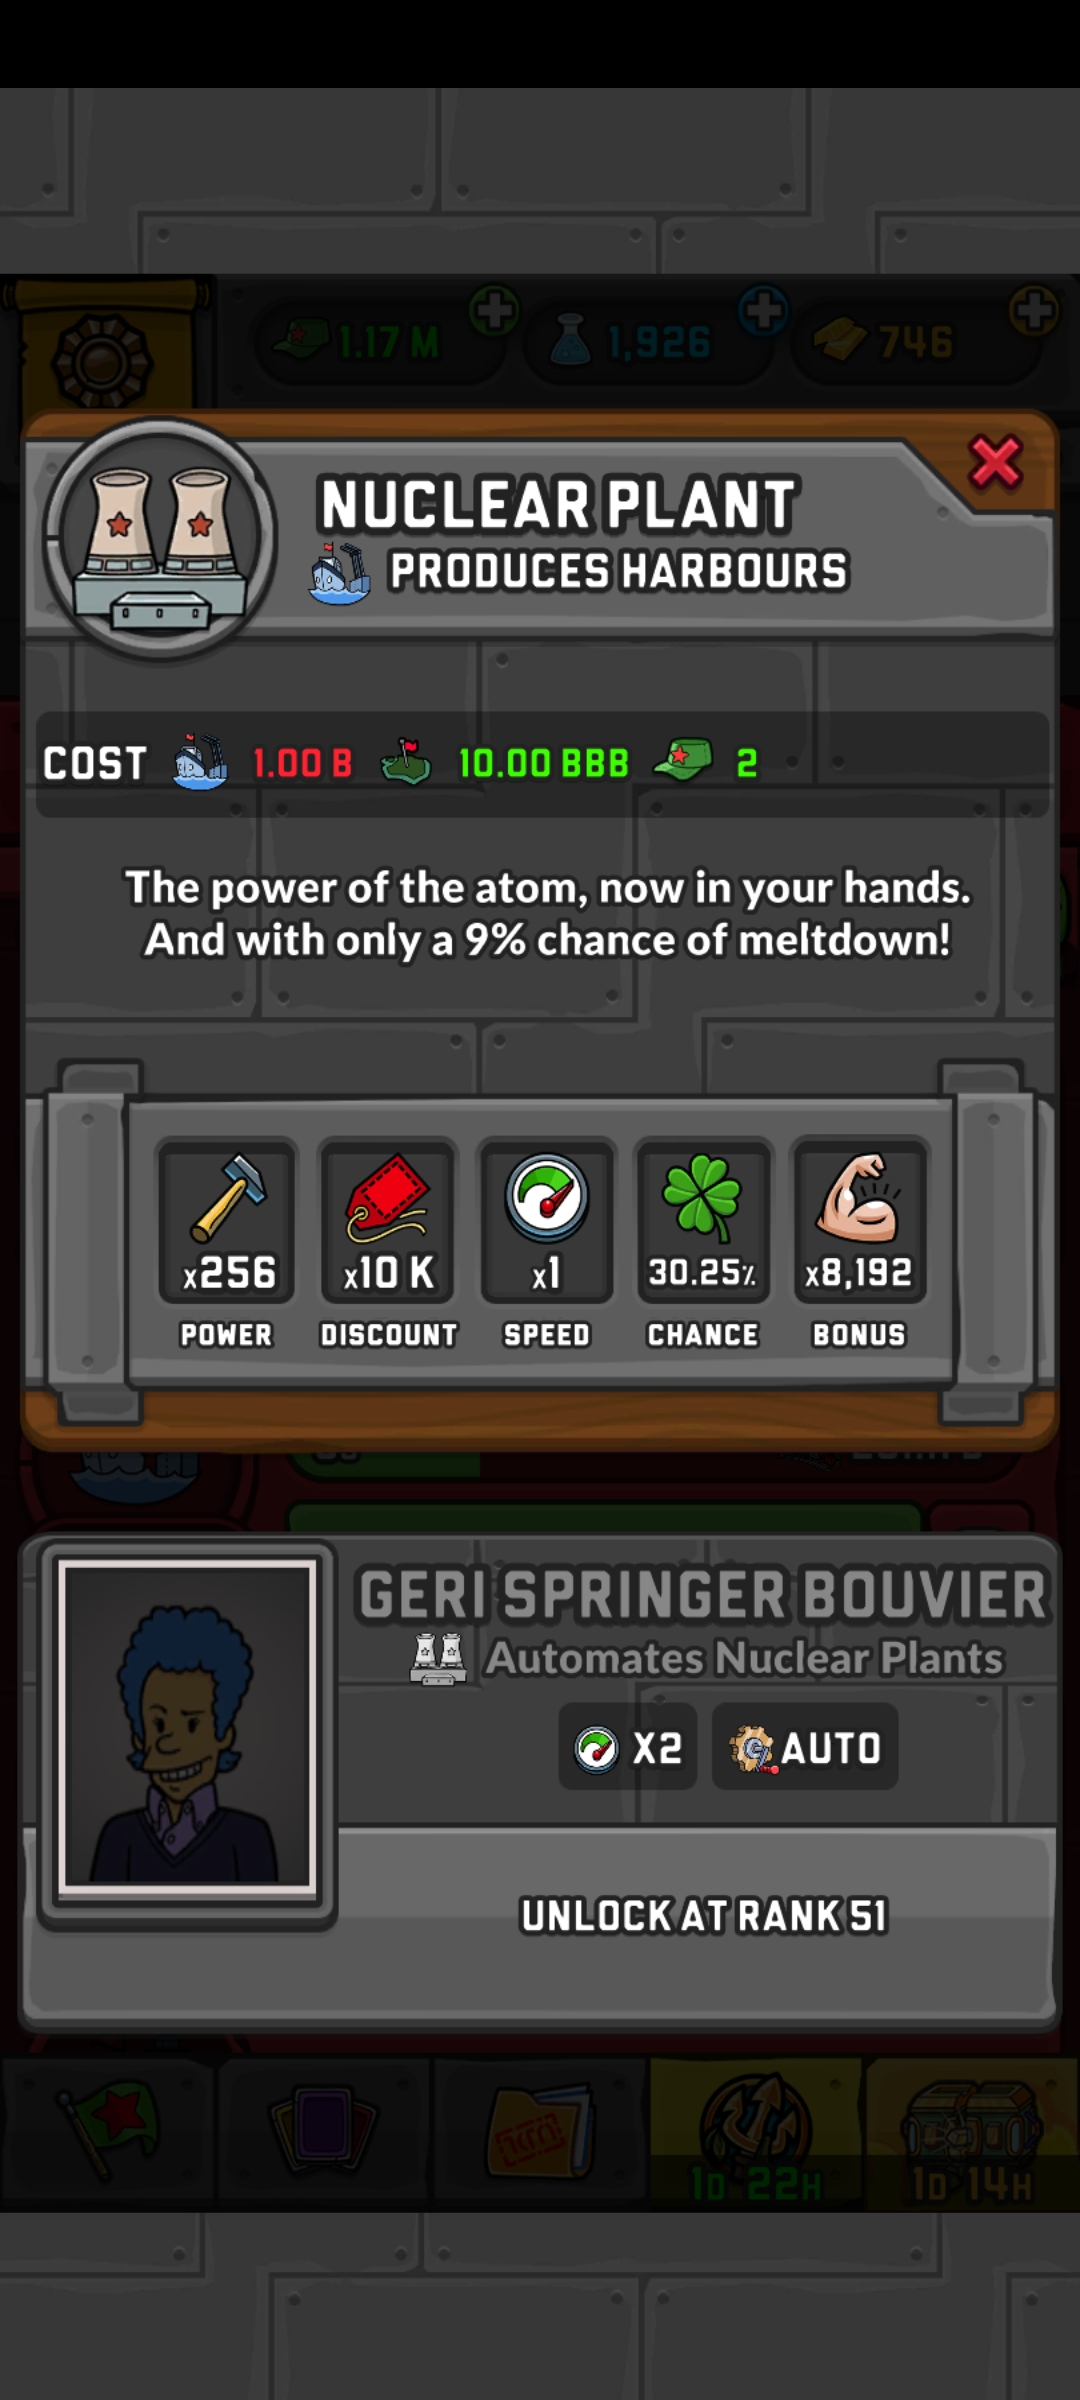 1.17 M 1,926 746
NUCLEAR PLANT
PRODUCES HARBOURS
COST 1.00 B 10.00 BBB 2
The power of the atom, now in your hands.
And with only a 9% chance of meltdown!
x256 x10 K x1 30.25% x8,192
POWER DISCOUNT SPEED CHANCE BONUS
GERI SPRINGER BOUVIER
Automates Nuclear Plants
X2 AUTO
UNLOCK AT RANK 51
1D 22H 1D 14H